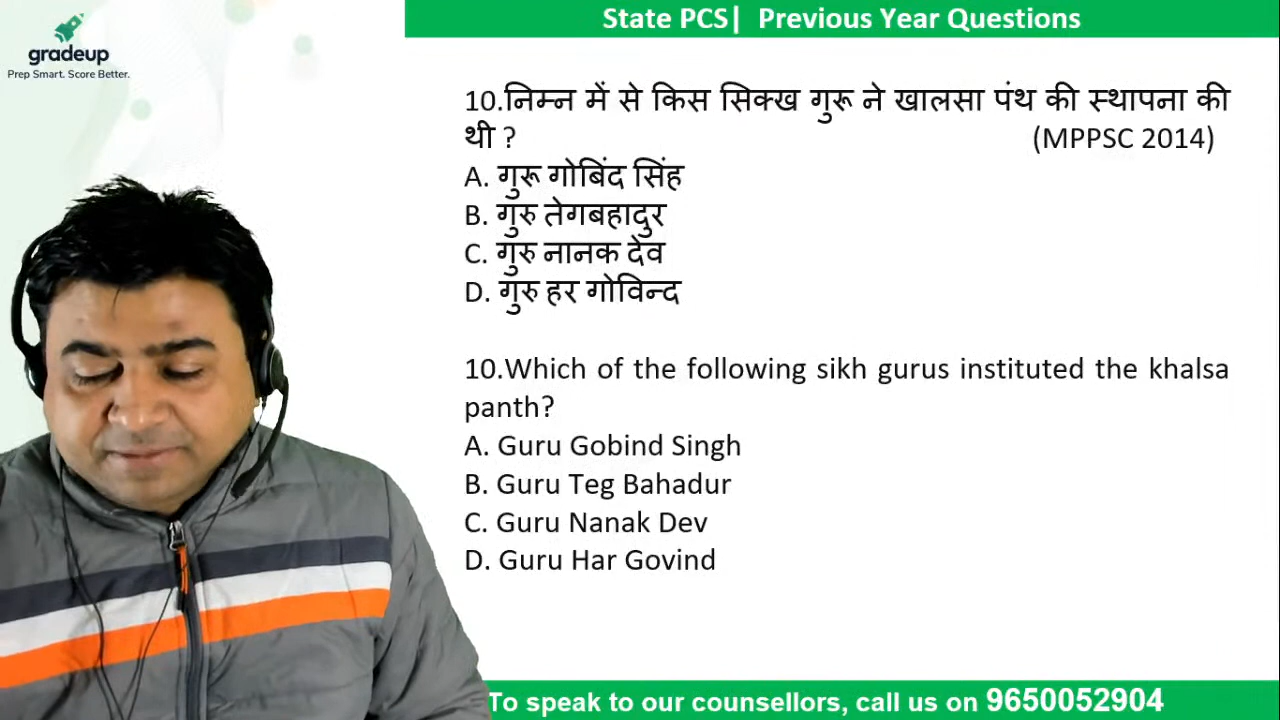 gradeup
Prep Smart. Score Better.
State PCS| Previous Year Questions
10.निम्न में से किस सिक्ख गुरू ने खालसा पंथ की स्थापना की
थी ? (MPPSC 2014)
A. गुरू गोबिंद सिंह
B. गुरु तेगबहादुर
C. गुरु नानक देव
D. गुरु हर गोविन्द
10.Which of the following sikh gurus instituted the khalsa
panth?
A. Guru Gobind Singh
B. Guru Teg Bahadur
C. Guru Nanak Dev
D. Guru Har Govind
To speak to our counsellors, call us on 9650052904